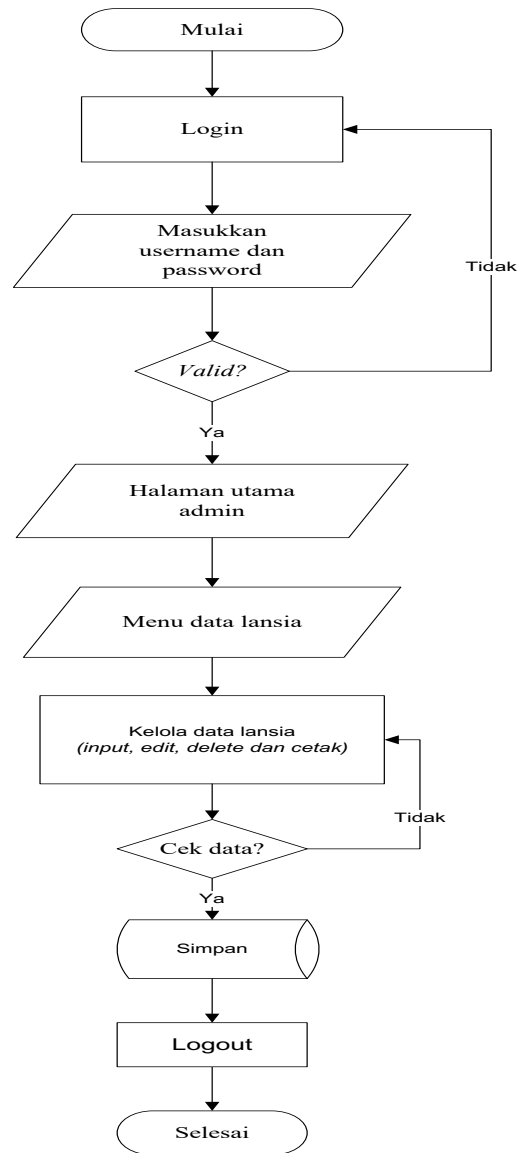 Mulai
Login
Masukkan
username dan
password
Tidak
Valid?
Ya
Halaman utama
admin
Menu data lansia
Kelola data lansia
(input, edit, delete dan cetak)
Tidak
Cek data?
Ya
Simpan
Logout
Selesai